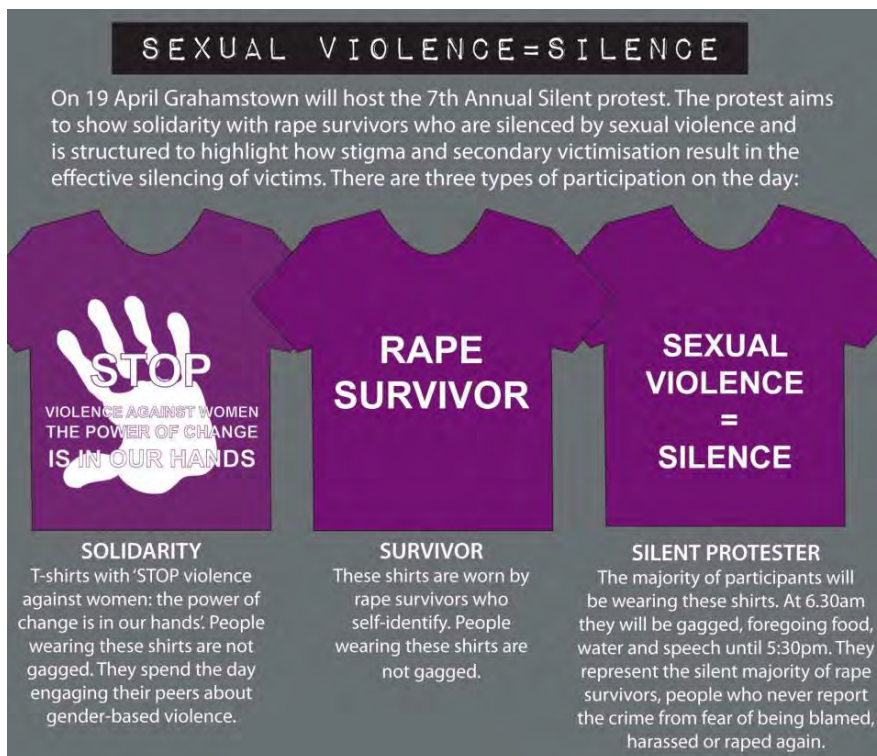 SEXUAL VIOLENCE=SILENCE
On 19 April Grahamstown will host the 7th Annual Silent protest. The protest aims
to show solidarity with rape survivors who are silenced by sexual violence and
is structured to highlight how stigma and secondary victimisation result in the
effective silencing of victims. There are three types of participation on the day:
STOP
VIOLENCE AGAINST WOMEN
THE POWER OF CHANGE
IS IN OUR HANDS
SOLIDARITY
T-shirts with 'STOP violence
against women: the power of
change is in our hands'. People
wearing these shirts are not
gagged. They spend the day
engaging their peers about
gender-based violence.
RAPE
SURVIVOR
SURVIVOR
These shirts are worn by
rape survivors who
self-identify. People
wearing these shirts are
not gagged.
SEXUAL
VIOLENCE
=
SILENCE
SILENT PROTESTER
The majority of participants will
be wearing these shirts. At 6.30am
they will be gagged, foregoing food,
water and speech until 5:30pm. They
represent the silent majority of rape
survivors, people who never report
the crime from fear of being blamed,
harassed or raped again.